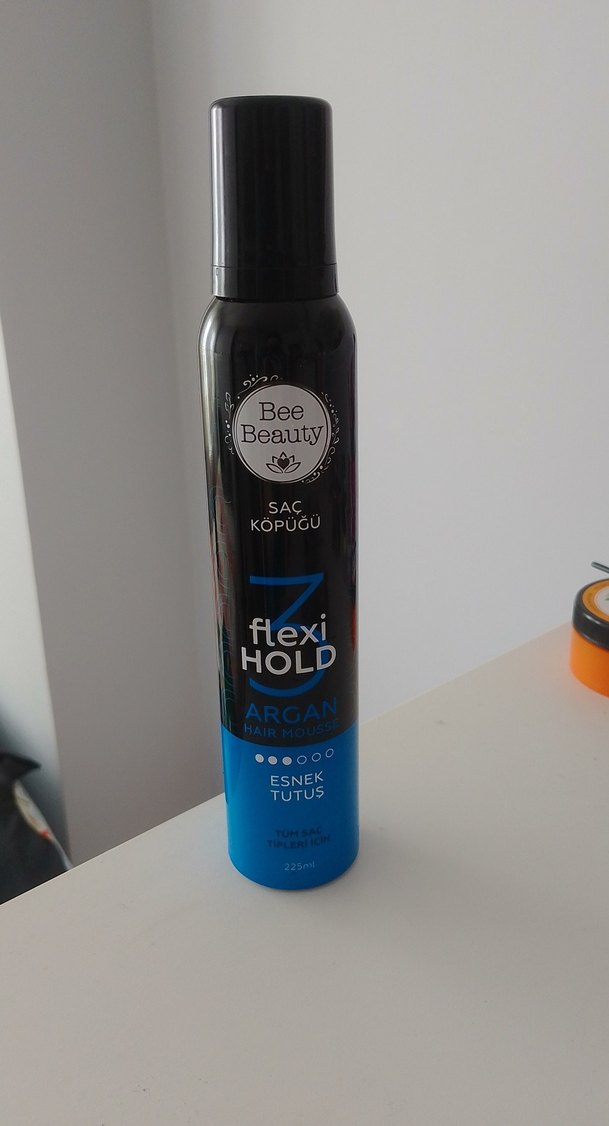 Bee
Beauty
SAÇ
KÖPÜĞÜ
3
flexi
HOLD
ARGAN
HAIR MOUSSE
ESNEK
TUTUŞ
TÜM SAÇ
TİPLERİ İÇİN
225ml